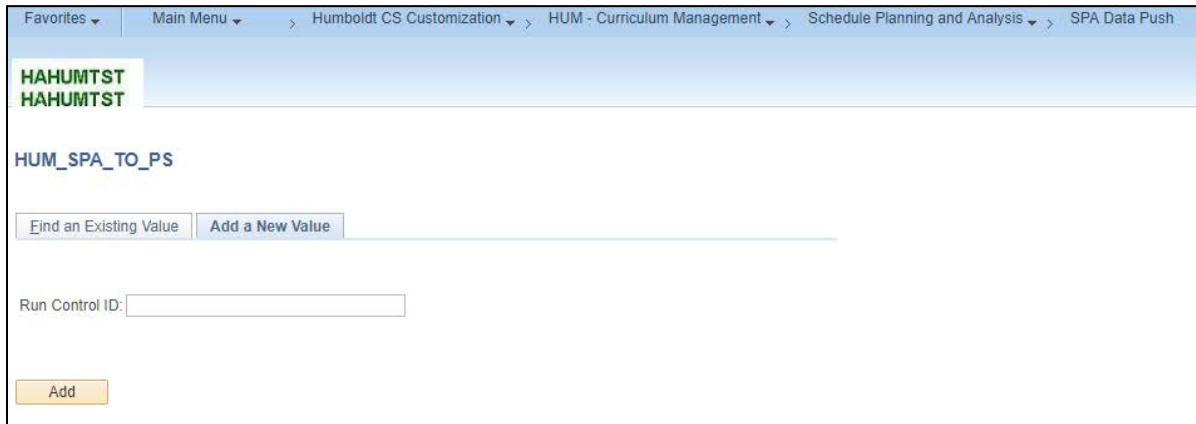 Favorites Main Menu > Humboldt CS Customization > HUM - Curriculum Management > Schedule Planning and Analysis > SPA Data Push
HAHUMTST
HAHUMTST
HUM_SPA_TO_PS
Find an Existing Value Add a New Value
Run Control ID:
Add